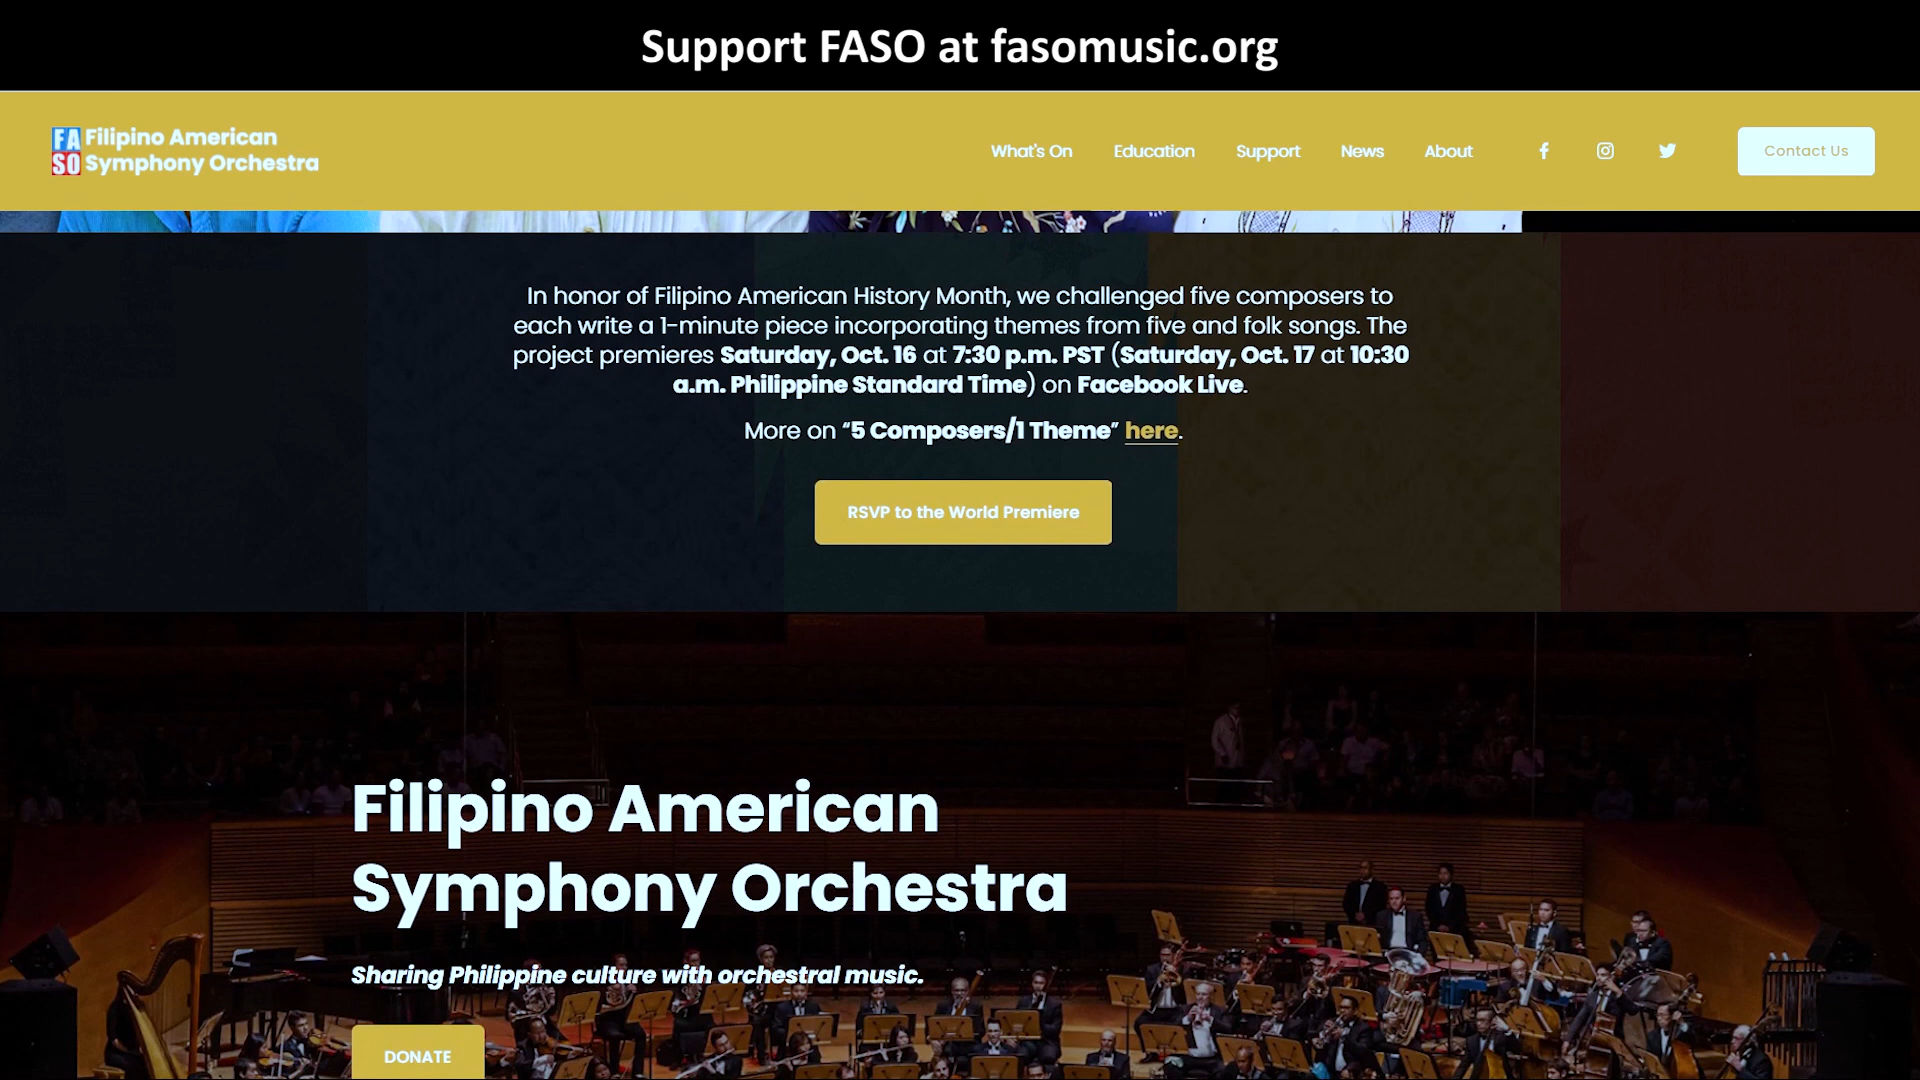 Support FASO at fasomusic.org
FA
SO
Filipino American
Symphony Orchestra
What's On
Education
Support
News
About
Contact Us
In honor of Filipino American History Month, we challenged five composers to
each write a 1-minute piece incorporating themes from five and folk songs. The
project premieres Saturday, Oct. 16 at 7:30 p.m. PST (Saturday, Oct. 17 at 10:30
a.m. Philippine Standard Time) on Facebook Live.
More on “5 Composers/1 Theme” here.
RSVP to the World Premiere
Filipino American
Symphony Orchestra
Sharing Philippine culture with orchestral music.
DONATE